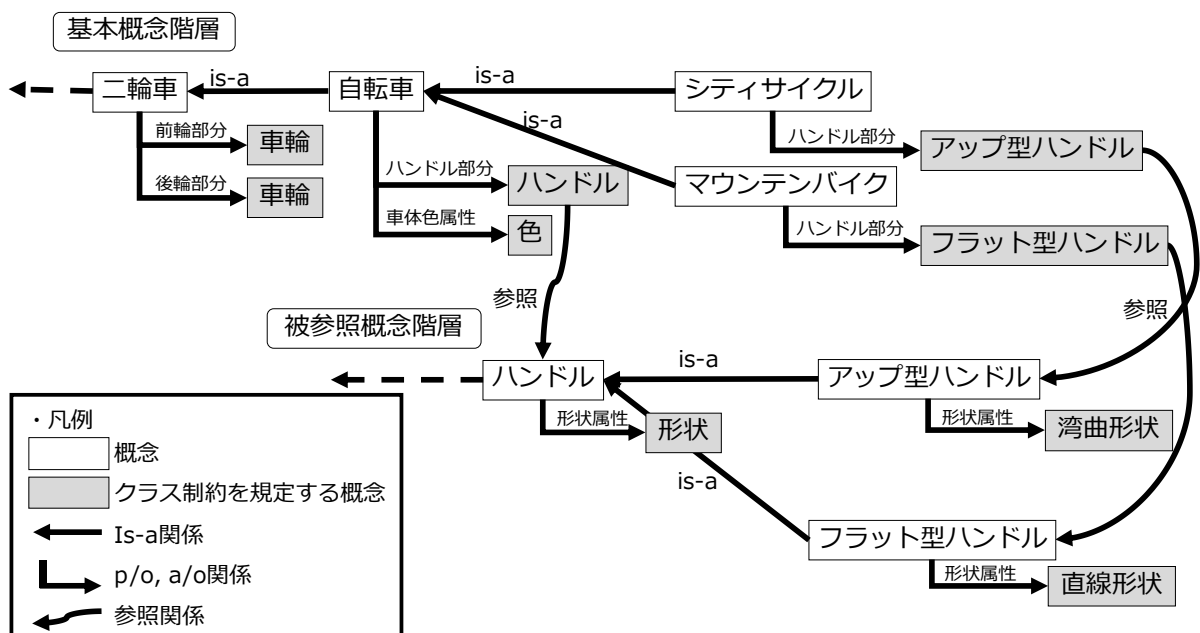 基本概念階層
二輪車
is-a
自転車
is-a
シティサイクル
is-a
前輪部分
車輪
後輪部分
車輪
ハンドル部分
ハンドル
車体色属性
色
ハンドル部分
アップ型ハンドル
マウンテンバイク
ハンドル部分
フラット型ハンドル
参照
参照
被参照概念階層
ハンドル
is-a
アップ型ハンドル
形状属性
形状
形状属性
湾曲形状
is-a
フラット型ハンドル
形状属性
直線形状
・凡例
概念
クラス制約を規定する概念
Is-a関係
p/o, a/o関係
参照関係